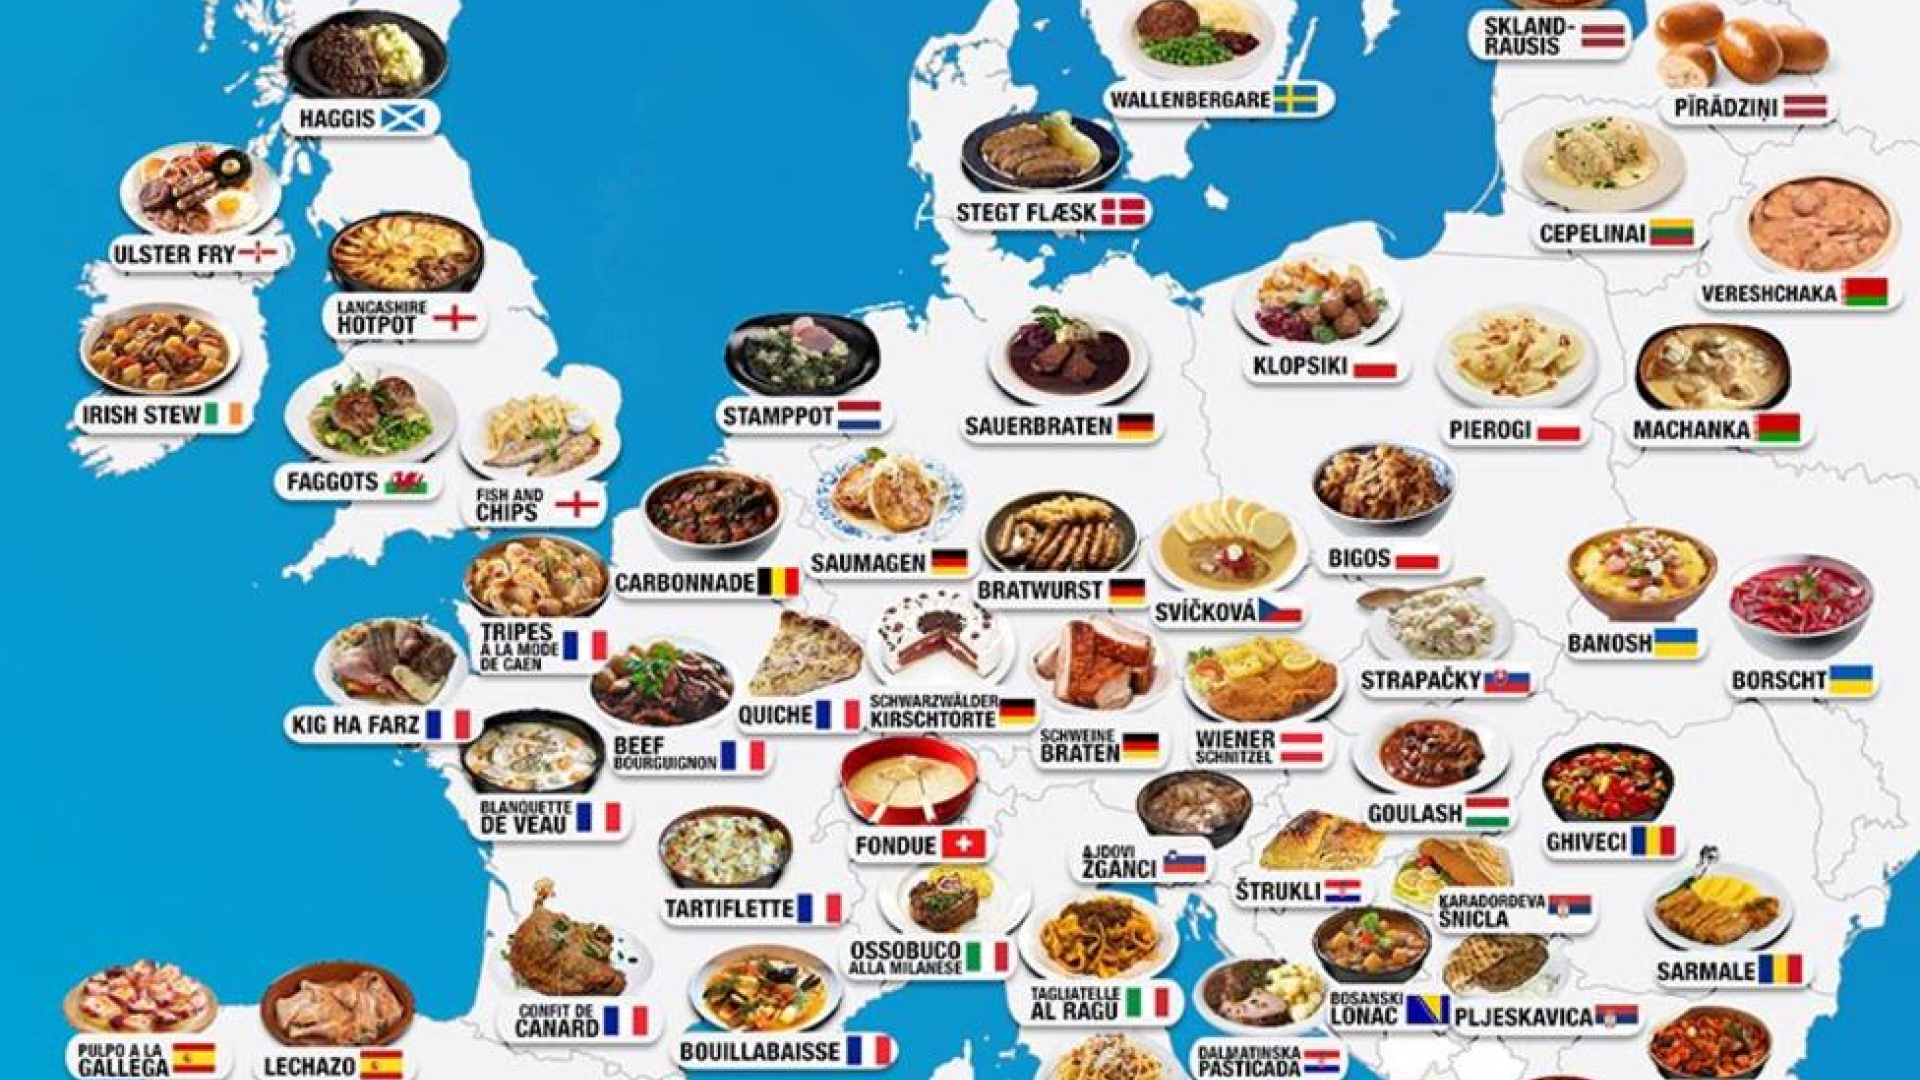 SKLAND-
RAUSIS
WALLENBERGARE
PĪRĀDZIŅI
HAGGIS
STEGT FLÆSK
CEPELINAI
ULSTER FRY
VERESHCHAKA
LANCASHIRE
HOTPOT
KLOPSIKI
IRISH STEW
STAMPPOT
SAUERBRATEN
PIEROGI
MACHANKA
FAGGOTS
FISH AND
CHIPS
BIGOS
SAUMAGEN
CARBONNADE
BRATWURST
SVÍČKOVÁ
TRIPES
À LA MODE
DE CAEN
BANOSH
STRAPAČKY
BORSCHT
KIG HA FARZ
QUICHE
SCHWARZWÄLDER
KIRSCHTORTE
BEEF
BOURGUIGNON
SCHWEINE
BRATEN
WIENER
SCHNITZEL
BLANQUETTE
DE VEAU
GOULASH
FONDUE
GHIVECI
AJDOVI
ZGANCI
ŠTRUKLI
TARTIFLETTE
KARADORDEVA
ŠNICLA
OSSOBUCO
ALLA MILANESE
SARMALE
CONFIT DE
CANARD
TAGLIATELLE
AL RAGU
BOSANSKI
LONAC
PLJESKAVICA
BOUILLABAISSE
PULPO A LA
GALLEGA
LECHAZO
DALMATINSKA
PASTICADA